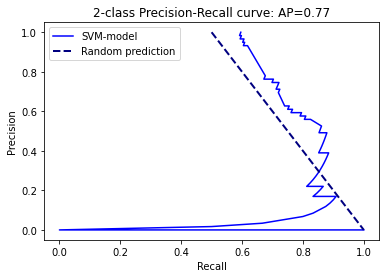 2-class Precision-Recall curve: AP=0.77
SVM-model
Random prediction
Precision
1.0
0.8
0.6
0.4
0.2
0.0
0.0 0.2 0.4 0.6 0.8 1.0
Recall